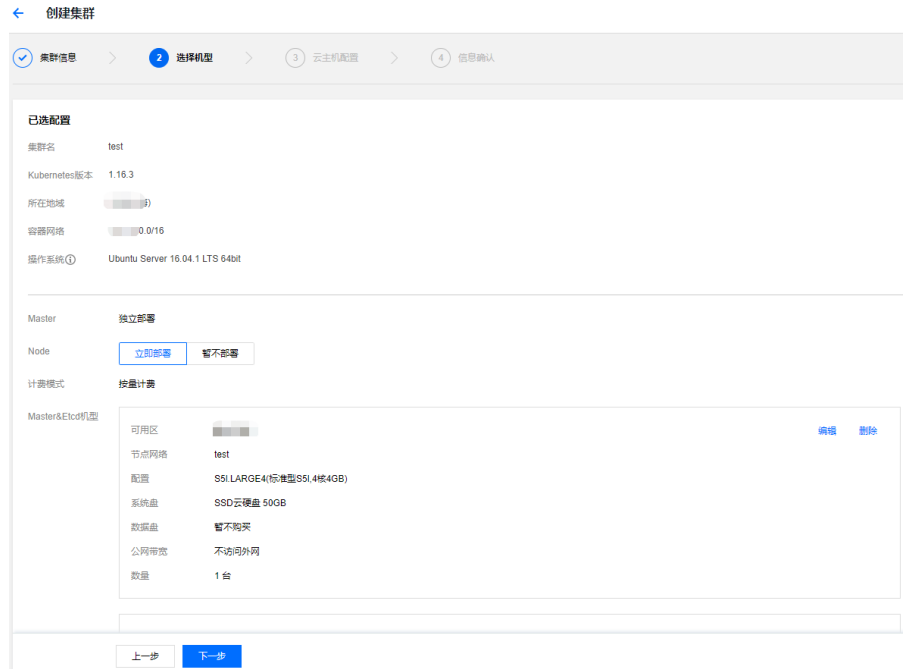 ← 创建集群
集群信息 2 选择机型 3 云主机配置 4 信息确认
已选配置
集群名 test
Kubernetes版本 1.16.3
所在地域 )
容器网络 0.0/16
操作系统 Ubuntu Server 16.04.1 LTS 64bit
Master 独立部署
Node 立即部署 暂不部署
计费模式 按量计费
Master&Etcd机型
可用区 编辑 删除
节点网络 test
配置 S5I.LARGE4(标准型S5I,4核4GB)
系统盘 SSD云硬盘 50GB
数据盘 暂不购买
公网带宽 不访问外网
数量 1 台
上一步 下一步